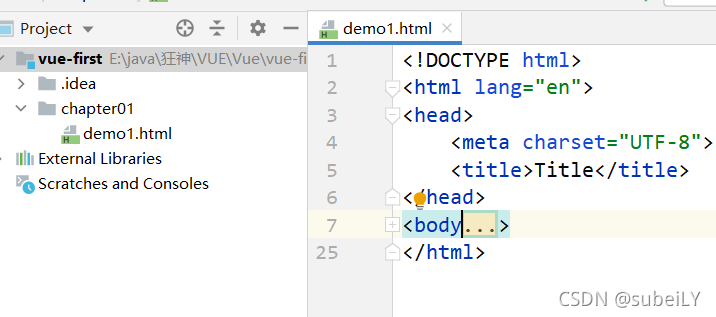 Project
vue-first E:\java\狂神\VUE\Vue\vue-fi
.idea
chapter01
demo1.html
External Libraries
Scratches and Consoles
demo1.html
1 <!DOCTYPE html>
2 <html lang="en">
3 <head>
4 <meta charset="UTF-8">
5 <title>Title</title>
6 </head>
7 <body...>
25 </html>
CSDN @subeiLY